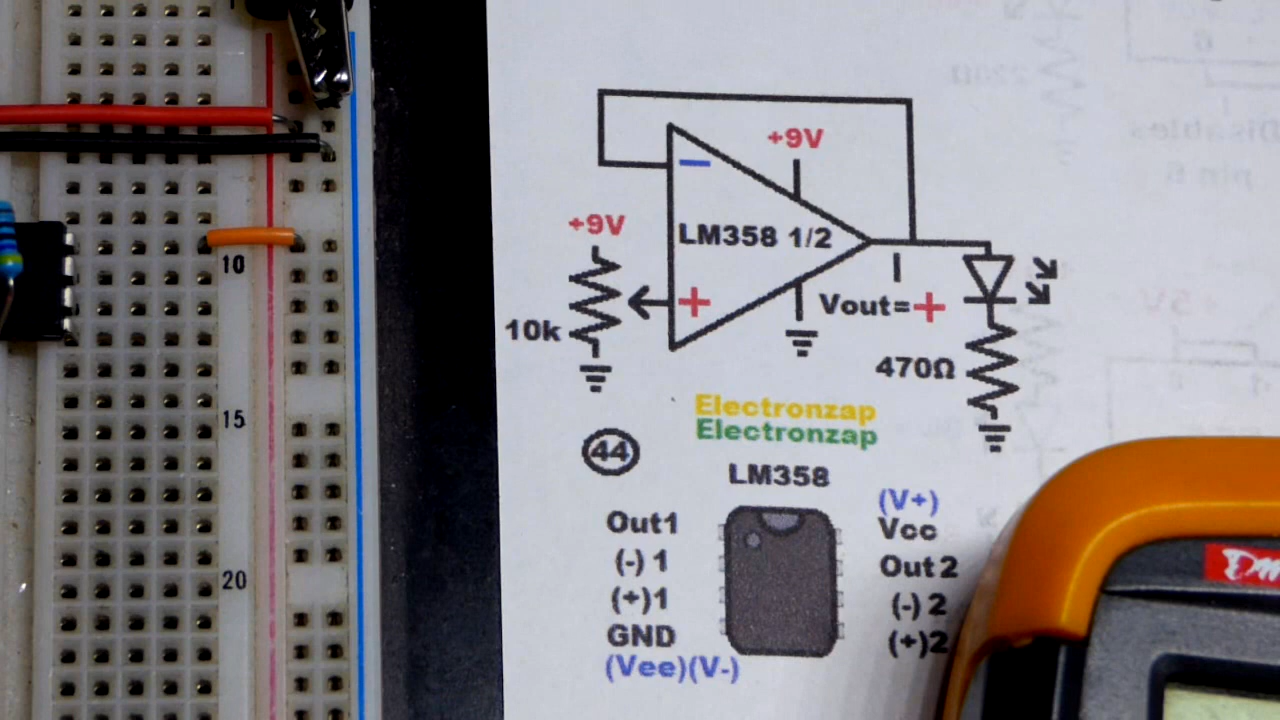 +9V
−
LM358 1/2
+9V
+
10k
Vout=+
470Ω
Electronzap
Electronzap
44
LM358
(V+)
Out1
Vcc
(-) 1
Out 2
(+)1
(-) 2
GND
(+)2
(Vee)(V-)
10
15
20